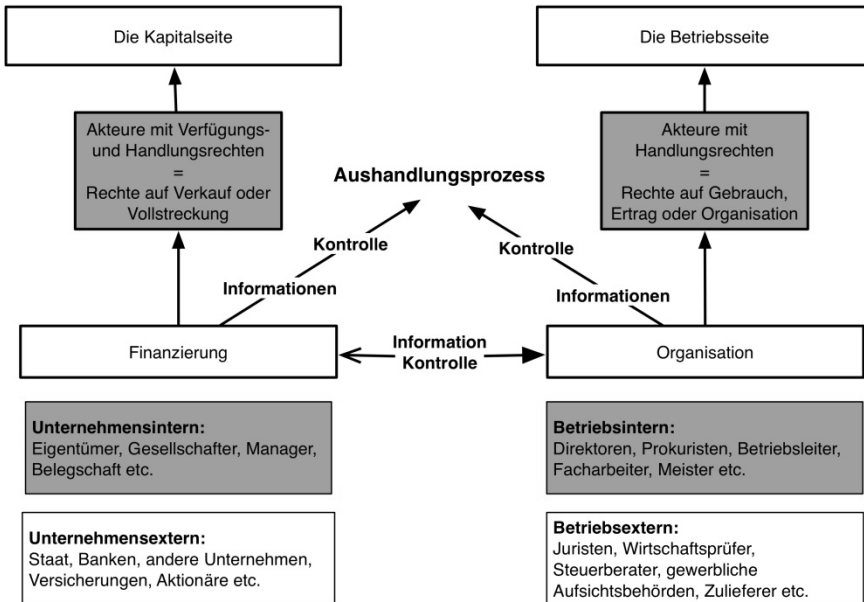 Die Kapitalseite
Die Betriebsseite
Akteure mit Verfügungs-
und Handlungsrechten
=
Rechte auf Verkauf oder
Vollstreckung
Akteure mit
Handlungsrechten
=
Rechte auf Gebrauch,
Ertrag oder Organisation
Aushandlungsprozess
Kontrolle
Kontrolle
Informationen
Informationen
Finanzierung
Information
Kontrolle
Organisation
Unternehmensintern:
Eigentümer, Gesellschafter, Manager,
Belegschaft etc.
Betriebsintern:
Direktoren, Prokuristen, Betriebsleiter,
Facharbeiter, Meister etc.
Unternehmensextern:
Staat, Banken, andere Unternehmen,
Versicherungen, Aktionäre etc.
Betriebsextern:
Juristen, Wirtschaftsprüfer,
Steuerberater, gewerbliche
Aufsichtsbehörden, Zulieferer etc.